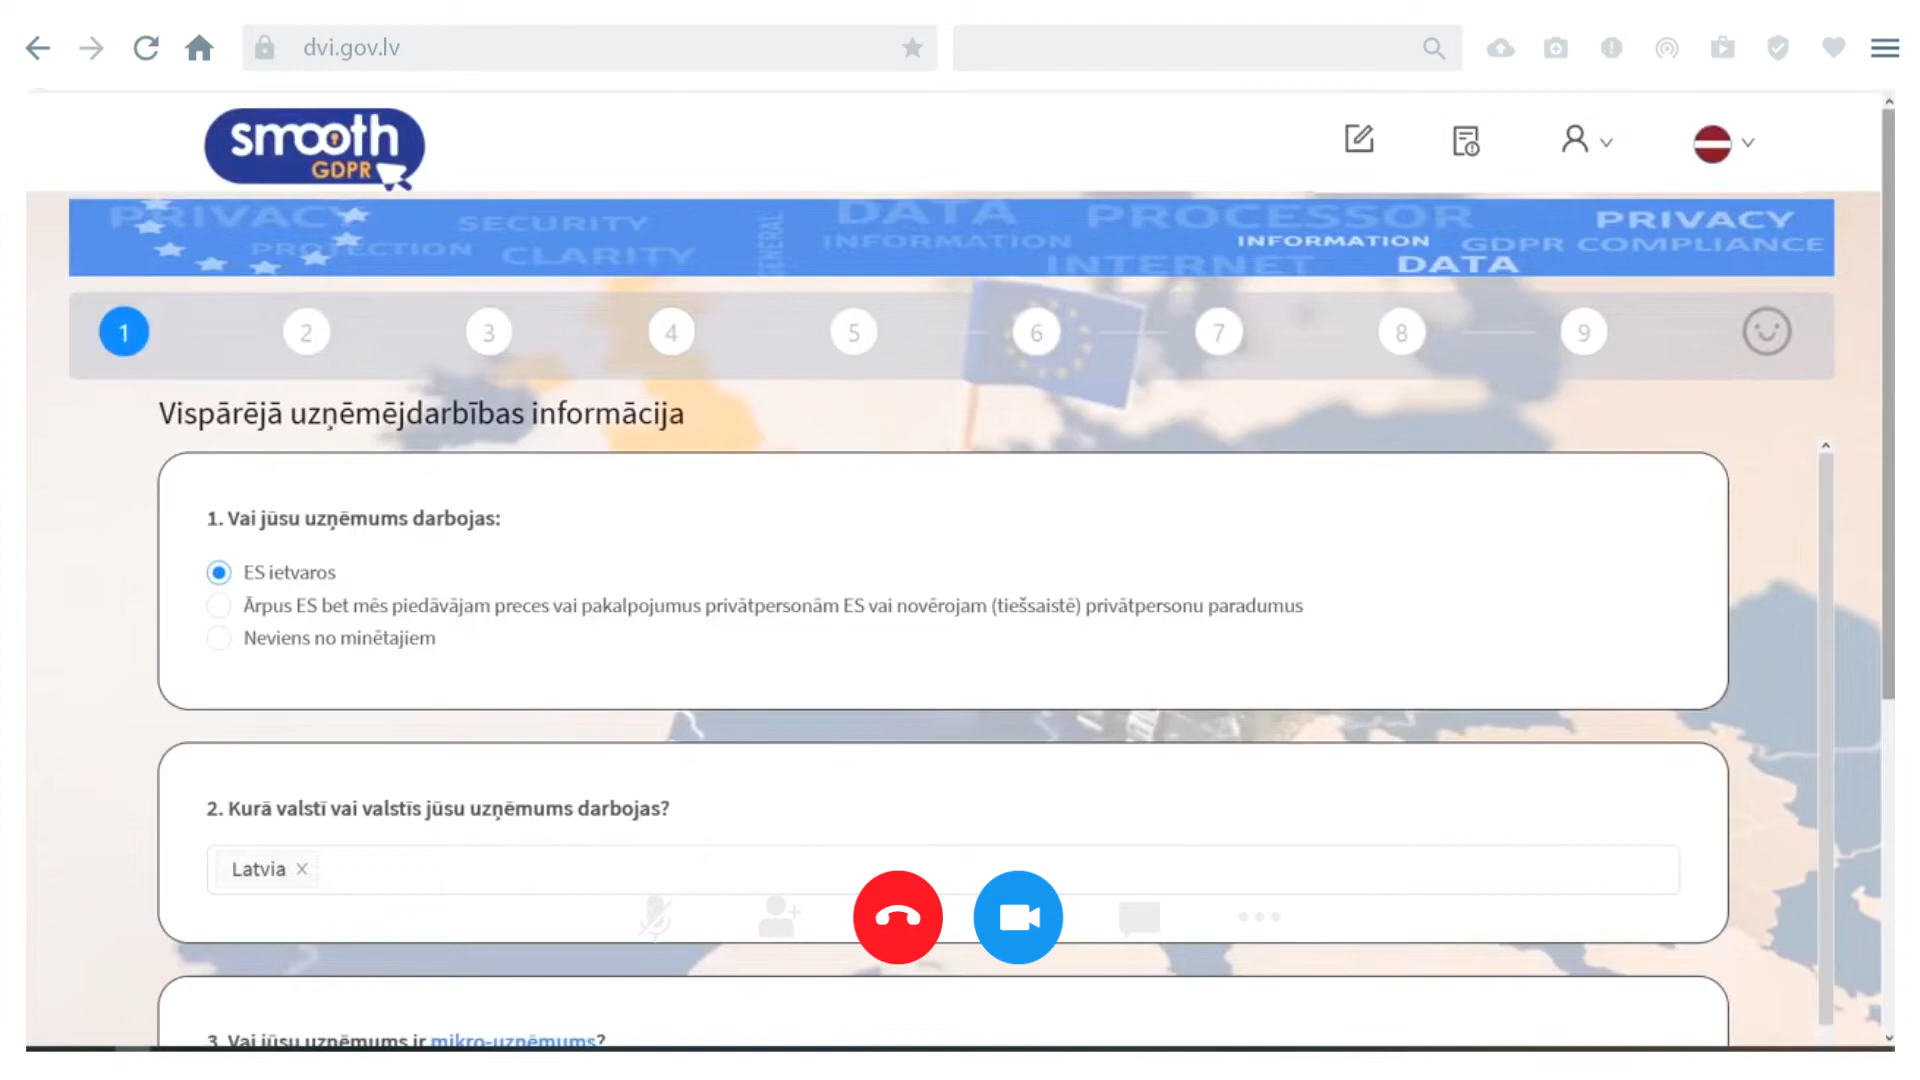 dvi.gov.lv
smooth
GDPR
PRIVACY SECURITY GENERAL DATA PROCESSOR PRIVACY
PROTECTION CLARITY INFORMATION INFORMATION GDPR COMPLIANCE
INTERNET DATA
1 2 3 4 5 6 7 8 9
Vispārējā uzņēmējdarbības informācija
1. Vai jūsu uzņēmums darbojas:
ES ietvaros
Ārpus ES bet mēs piedāvājam preces vai pakalpojumus privātpersonām ES vai novērojam (tiešsaistē) privātpersonu paradumus
Neviens no minētajiem
2. Kurā valstī vai valstīs jūsu uzņēmums darbojas?
Latvia
3. Vai jūsu uzņēmums ir mikro-uzņēmums?